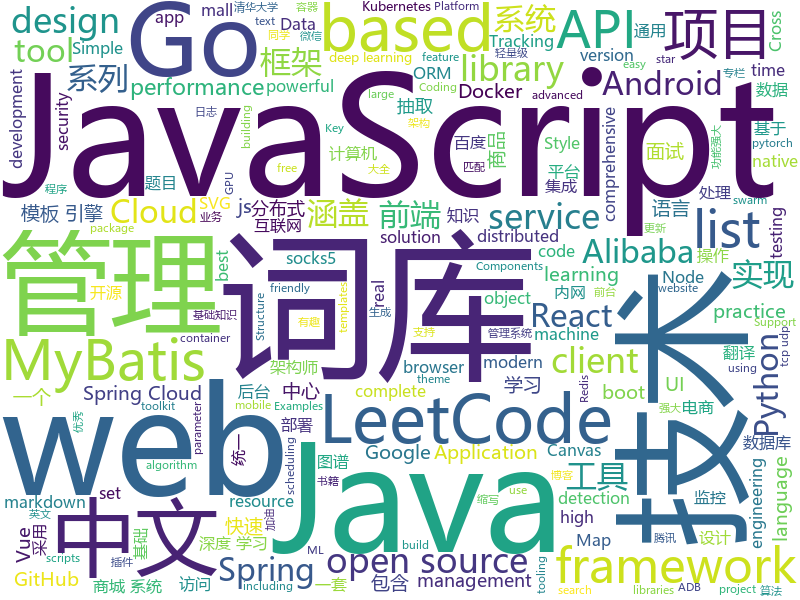 design
Go
based
API
系统
项目
tool
app
mall
清华大学
容器
text
同学
微信
Kubernetes
Platform
轻量级
Data
Simple
deep learning
Tracking
feature
通用
Cross
ORM
Coding
version
star
专栏
系列
框架
library
Android
time
performance
powerful
Docker
large
easy
advanced
抽取
数据
development
security
日志
building
Key
架构
百度
商品
Style
基于
功能强大
pytorch
free
大全
匹配
平台
comprehensive
面试
native
JavaScript
程序
题目
GPU
计算机
集成
处理
swarm
模板 引擎
Cloud
SVG
业务
js
分布式
互联网
涵盖
前端
知识
service
语言
list
testing
package
更新
best
socks5
solution
distributed
code
Alibaba
操作
实现
管理
词库
技术
开源
基础知识
container
friendly
Structure
有趣
templates
real
生成
object
learning
内网
Components
前台
Node
website
practice
MyBatis
架构师
browser
支持
管理系统
React
machine
Support
tcp udp
一个
theme
modern
client
翻译
using
Python
Spring Cloud
后台
中心
complete
学习
boot
UI
电商
toolkit
mobile
Examples
Redis
强大
web
优秀
parameter
统一
部署
LeetCode
数据库
algorithm
scheduling
书籍
图谱
Google
Application
Canvas
language
markdown
set
resource
工具
detection
监控
engineering
Vue
采用
基础
中文
英文
快速
加密
Java
缩写
use
博客
high
Map
设计
腾讯
tooling
scripts
插件
深度 学习
ML
build
GitHub
商城 系统
访问
Spring
open source
framework
including
一套
包含
management
search
libraries
ADB
project
算法